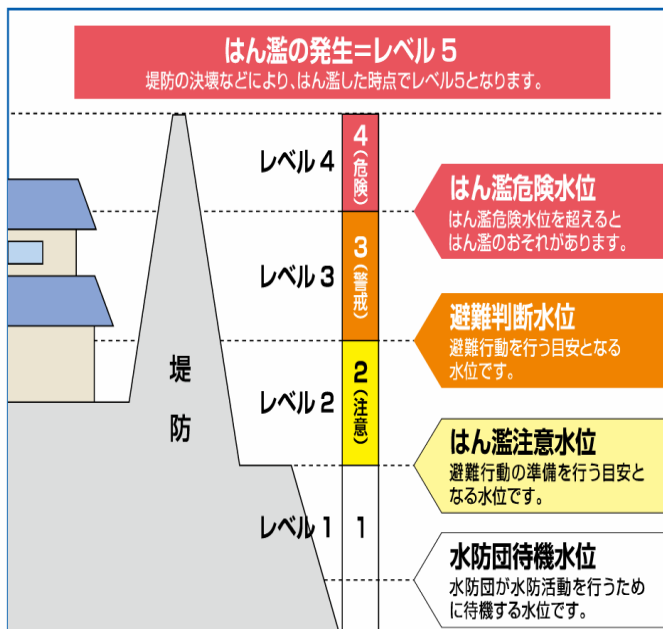 はん濫の発生=レベル5
堤防の決壊などにより、はん濫した時点でレベル5となります。
レベル4
4(危険)
はん濫危険水位
はん濫危険水位を超えると
はん濫のおそれがあります。
レベル3
3(警戒)
避難判断水位
避難行動を行う目安となる
水位です。
堤防
レベル2
2(注意)
はん濫注意水位
避難行動の準備を行う目安と
なる水位です。
レベル1
1
水防団待機水位
水防団が水防活動を行うため
に待機する水位です。